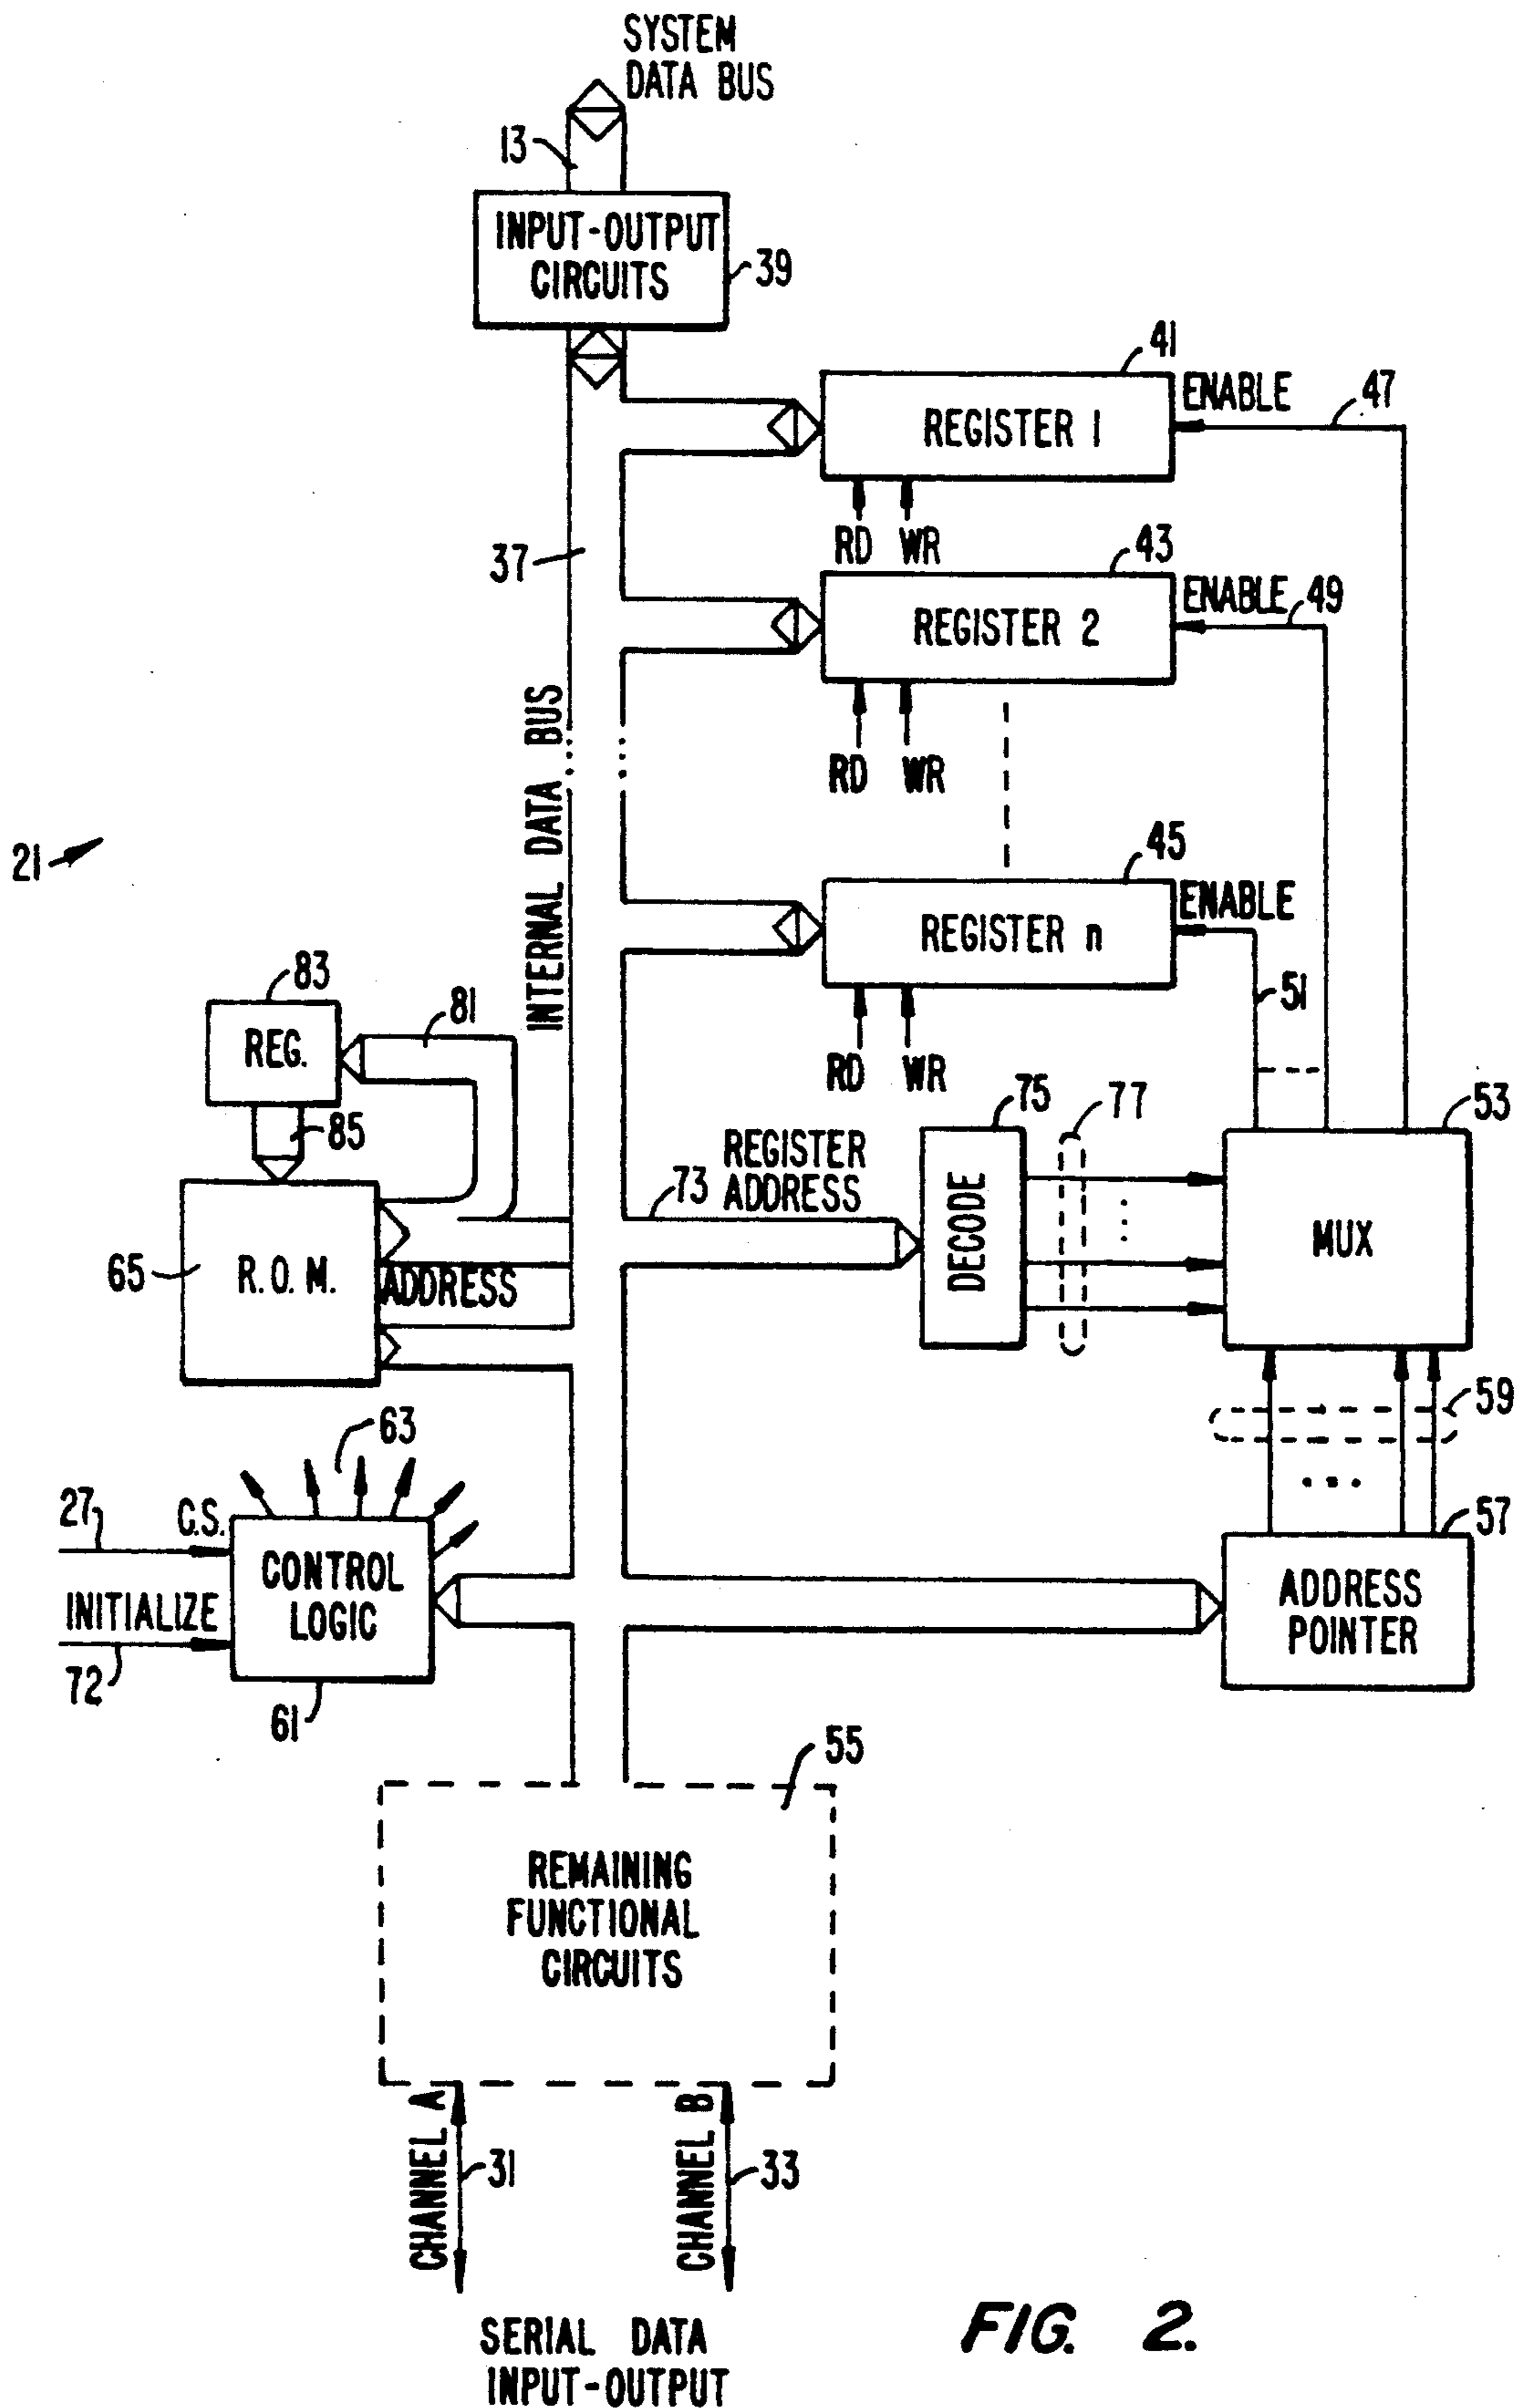 SYSTEM
DATA BUS
13
INPUT-OUTPUT
CIRCUITS
39
41
REGISTER 1
ENABLE
47
RD WR
37
43
REGISTER 2
ENABLE
49
RD WR
INTERNAL DATA BUS
21
45
REGISTER n
ENABLE
51
RD WR
83
REG.
81
85
65
R.O.M.
ADDRESS
REGISTER
ADDRESS
73
75
DECODE
77
53
MUX
59
63
27
C.S.
INITIALIZE
72
CONTROL
LOGIC
61
57
ADDRESS
POINTER
55
REMAINING
FUNCTIONAL
CIRCUITS
CHANNEL A
31
CHANNEL B
33
SERIAL DATA
INPUT-OUTPUT
FIG. 2.